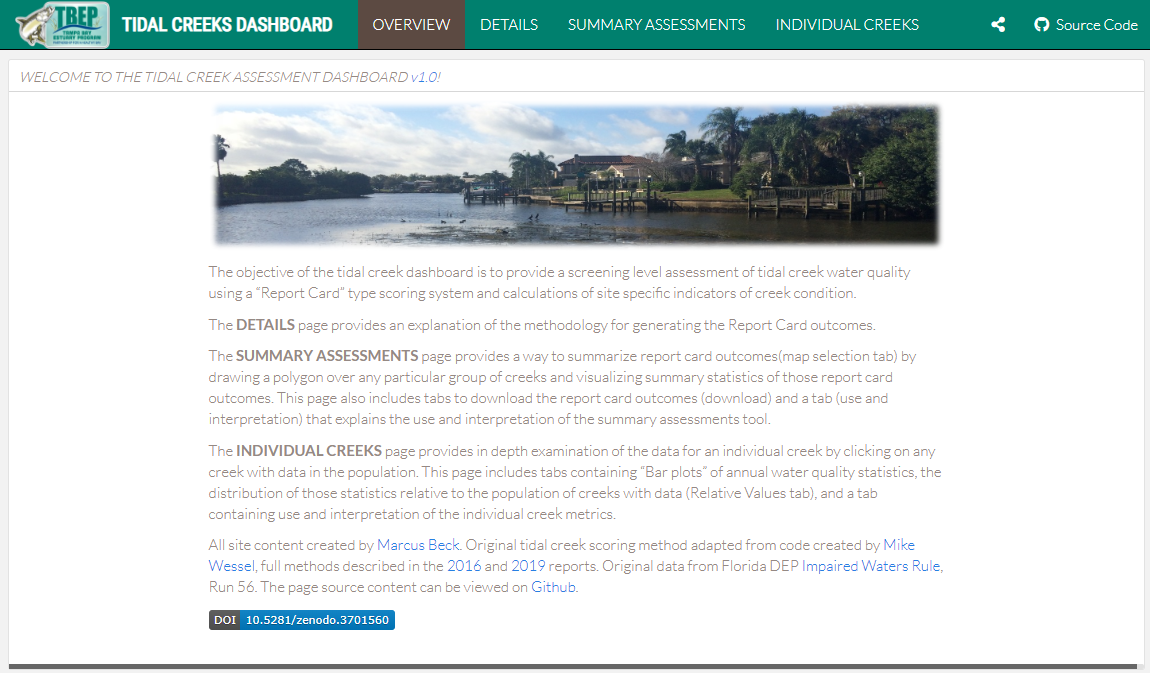 TBEP
TAMPA BAY
ESTUARY PROGRAM
TIDAL CREEKS DASHBOARD
OVERVIEW
DETAILS
SUMMARY ASSESSMENTS
INDIVIDUAL CREEKS
Source Code
WELCOME TO THE TIDAL CREEK ASSESSMENT DASHBOARD v1.0!
The objective of the tidal creek dashboard is to provide a screening level assessment of tidal creek water quality
using a “Report Card” type scoring system and calculations of site specific indicators of creek condition.
The DETAILS page provides an explanation of the methodology for generating the Report Card outcomes.
The SUMMARY ASSESSMENTS page provides a way to summarize report card outcomes(map selection tab) by
drawing a polygon over any particular group of creeks and visualizing summary statistics of those report card
outcomes. This page also includes tabs to download the report card outcomes (download) and a tab (use and
interpretation) that explains the use and interpretation of the summary assessments tool.
The INDIVIDUAL CREEKS page provides in depth examination of the data for an individual creek by clicking on any
creek with data in the population. This page includes tabs containing “Bar plots” of annual water quality statistics, the
distribution of those statistics relative to the population of creeks with data (Relative Values tab), and a tab
containing use and interpretation of the individual creek metrics.
All site content created by Marcus Beck. Original tidal creek scoring method adapted from code created by Mike
Wessel, full methods described in the 2016 and 2019 reports. Original data from Florida DEP Impaired Waters Rule,
Run 56. The page source content can be viewed on Github.
DOI 10.5281/zenodo.3701560